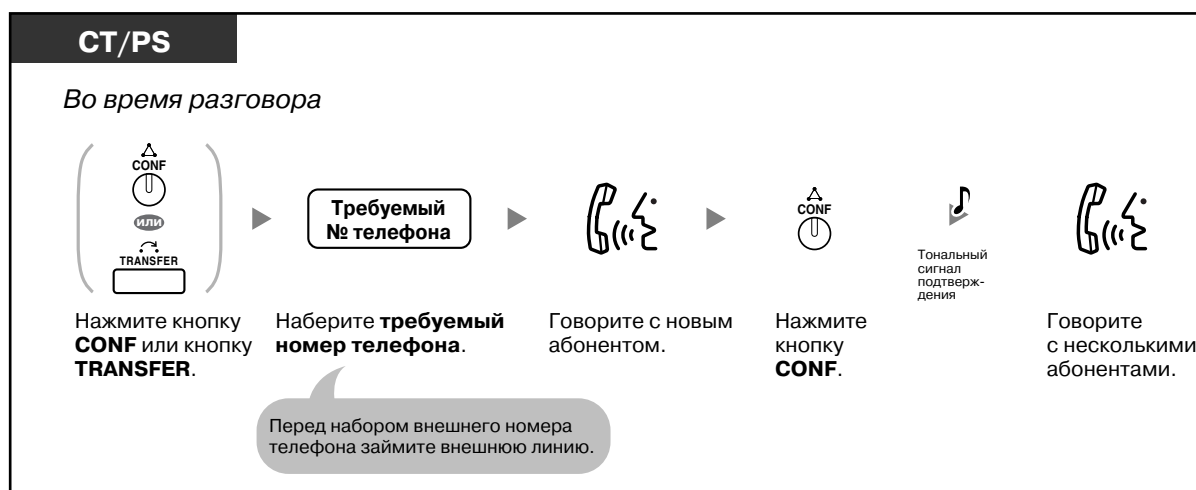 CT/PS
Во время разговора
CONF
или
TRANSFER
Требуемый
№ телефона
CONF
Тональный
сигнал
подтверж-
дения
Нажмите кнопку
CONF или кнопку
TRANSFER.
Наберите требуемый
номер телефона.
Говорите с новым
абонентом.
Нажмите
кнопку
CONF.
Говорите
с несколькими
абонентами.
Перед набором внешнего номера
телефона займите внешнюю линию.